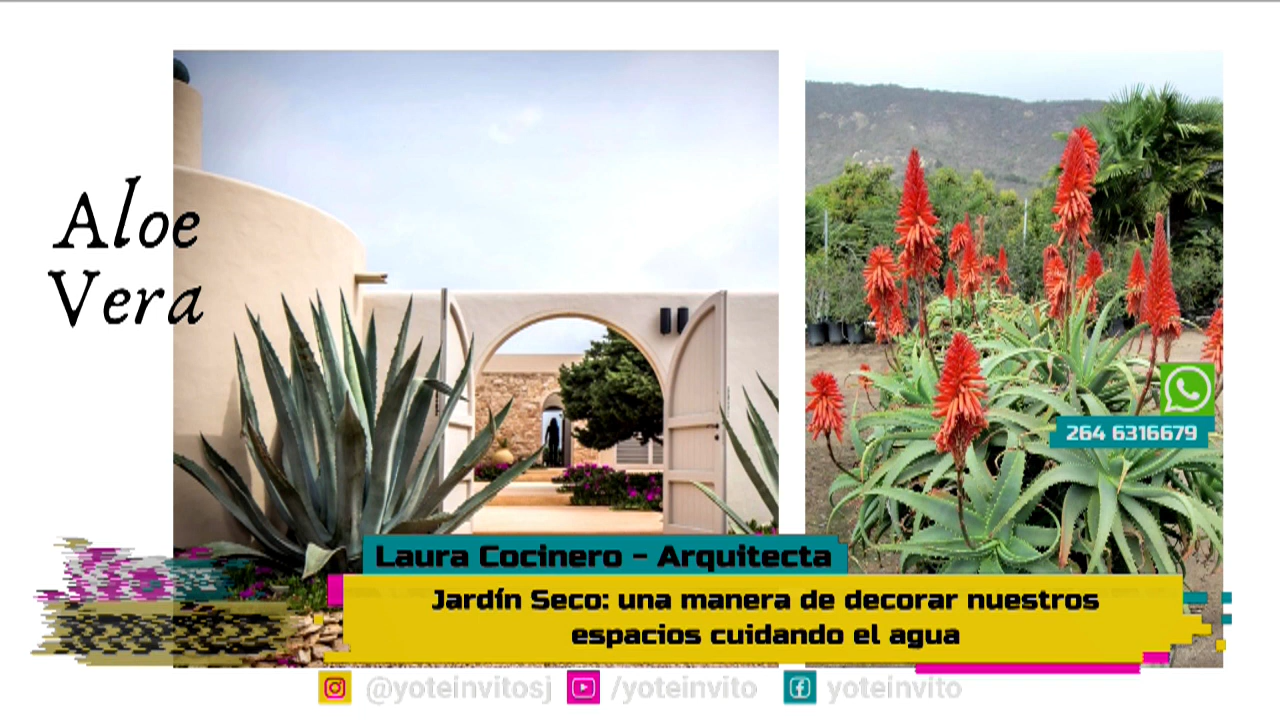 Aloe
Vera
264 6316679
Laura Cocinero - Arquitecta
Jardín Seco: una manera de decorar nuestros
espacios cuidando el agua
@yoteinvitosj /yoteinvito yoteinvito